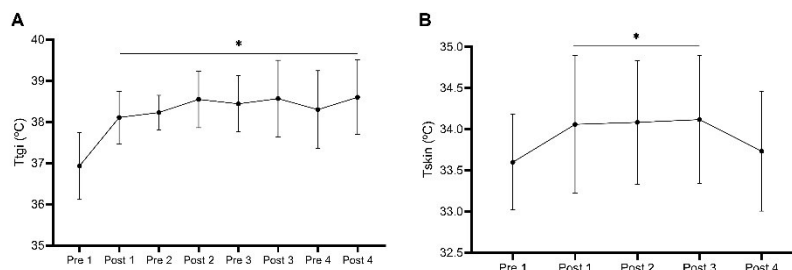 A
Ttgi (ºC)
40
39
38
37
36
35
*
Pre 1 Post 1 Pre 2 Post 2 Pre 3 Post 3 Pre 4 Post 4
B
Tskin (ºC)
35.0
34.5
34.0
33.5
33.0
32.5
*
Pre 1 Post 1 Post 2 Post 3 Post 4